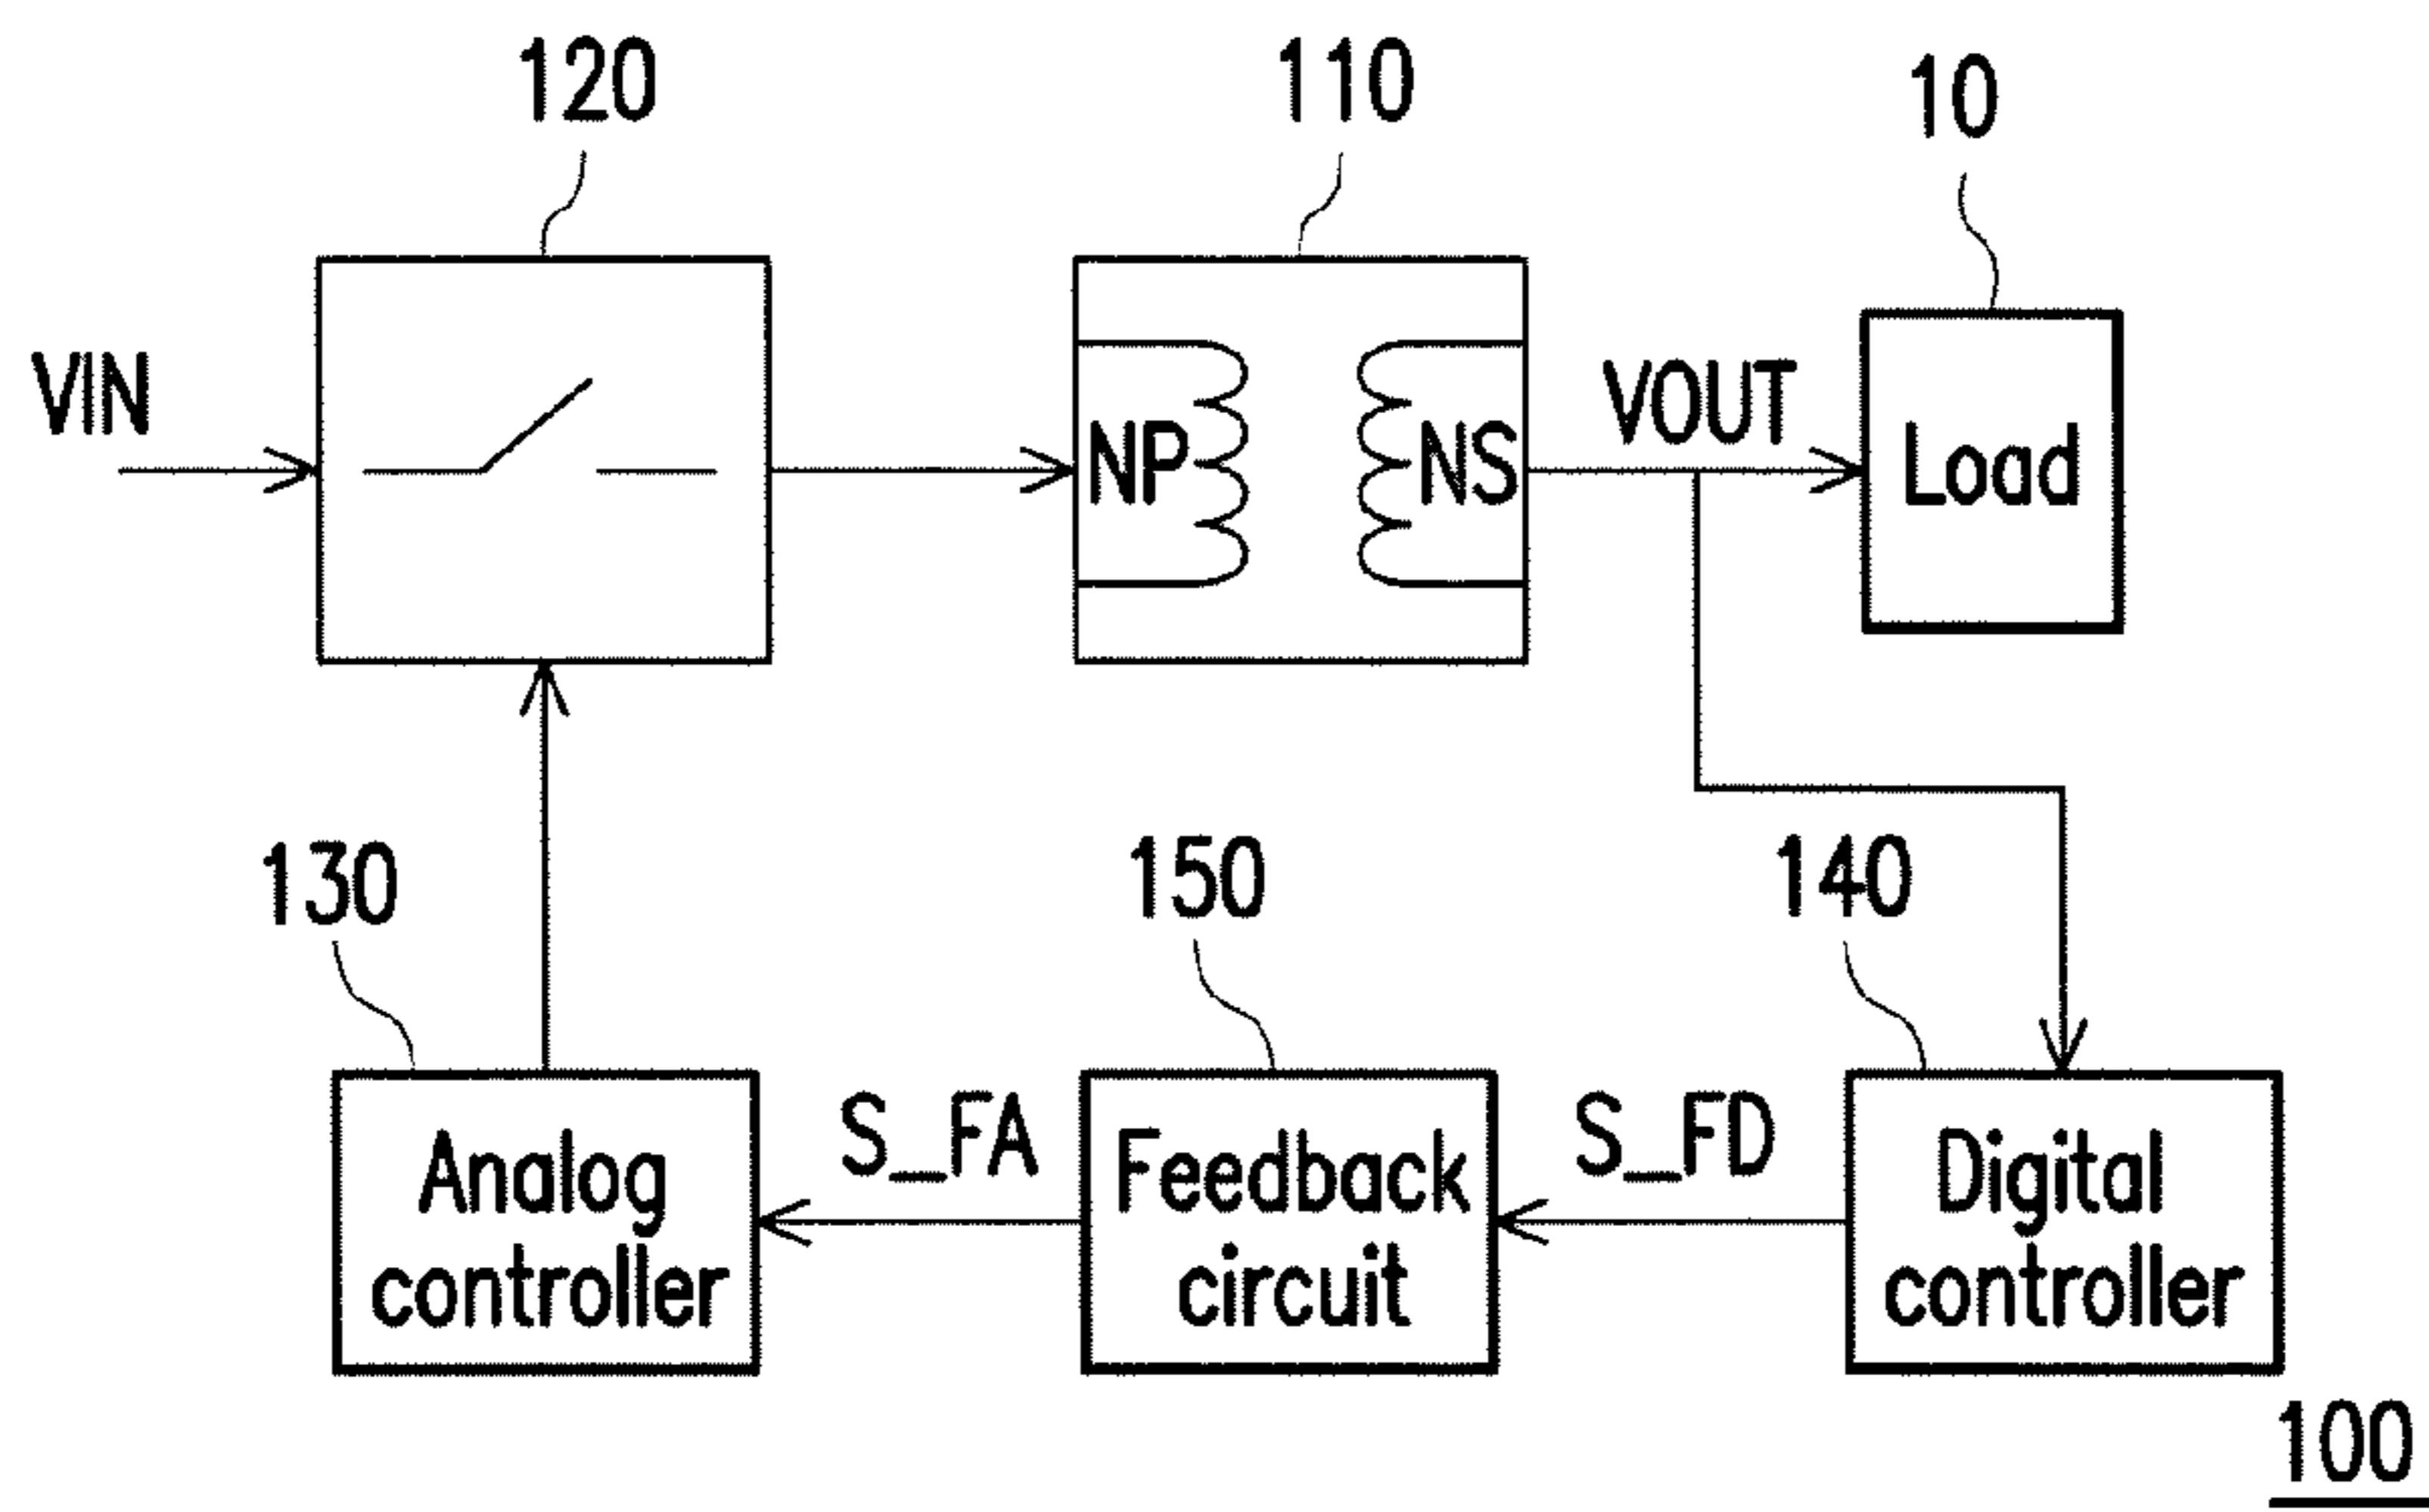 120
110
10
VIN
NP
NS
VOUT
Load
130
150
140
Analog
controller
S_FA
Feedback
circuit
S_FD
Digital
controller
100